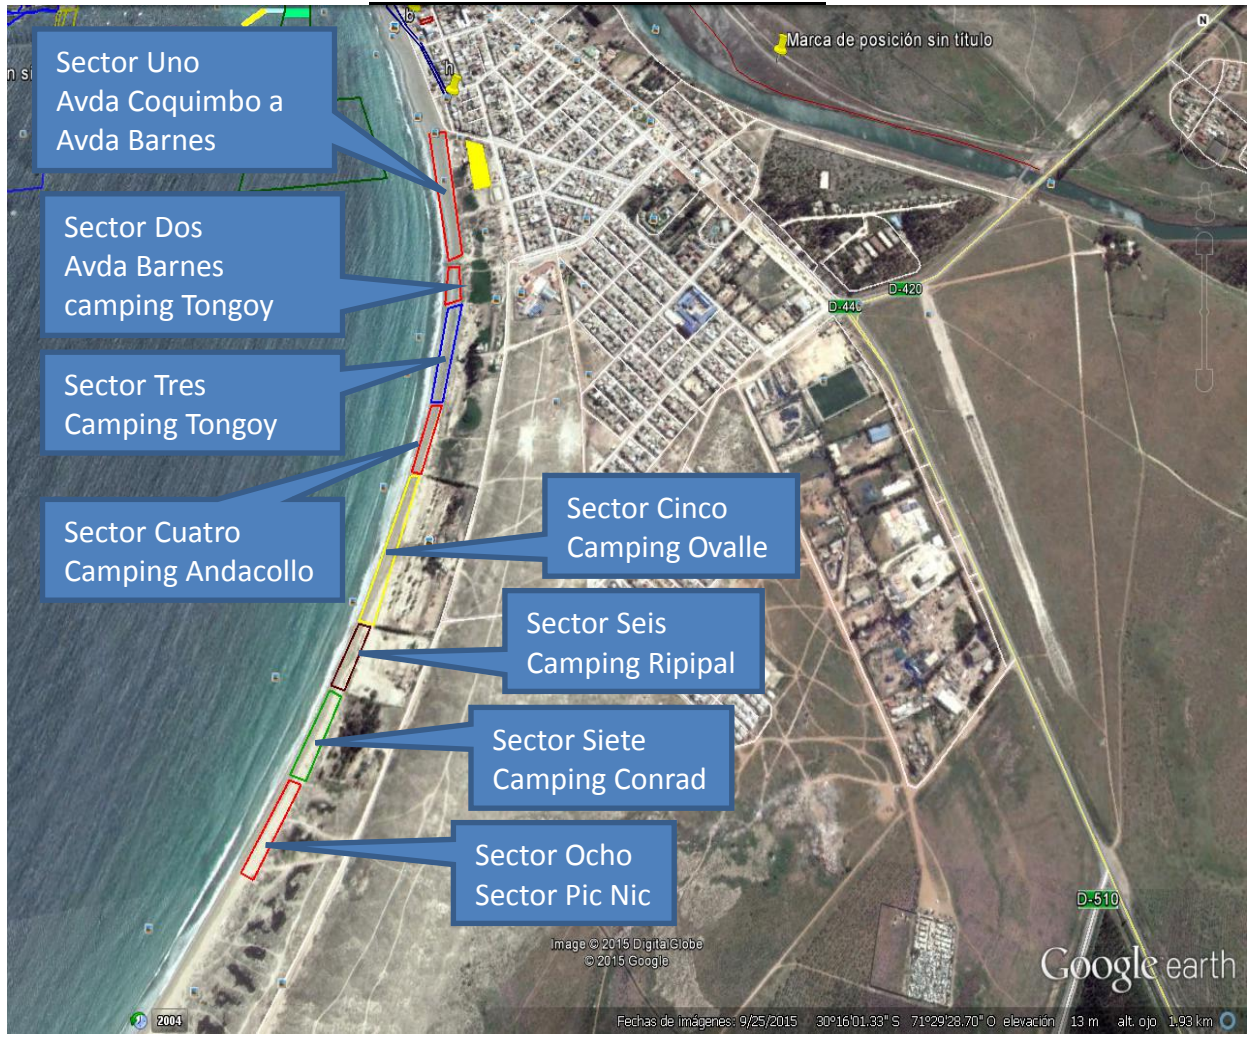 b
N
Marca de posición sin título
n si
h
Sector Uno
Avda Coquimbo a
Avda Barnes
Sector Dos
Avda Barnes
camping Tongoy
D-420
D-440
Sector Tres
Camping Tongoy
Sector Cuatro
Camping Andacollo
Sector Cinco
Camping Ovalle
Sector Seis
Camping Ripipal
Sector Siete
Camping Conrad
Sector Ocho
Sector Pic Nic
D-510
Image © 2015 DigitalGlobe
© 2015 Google
Google earth
2004
Fechas de imágenes: 9/25/2015 30°16'01.33" S 71°29'28.70" O elevación 13 m alt. ojo 1.93 km